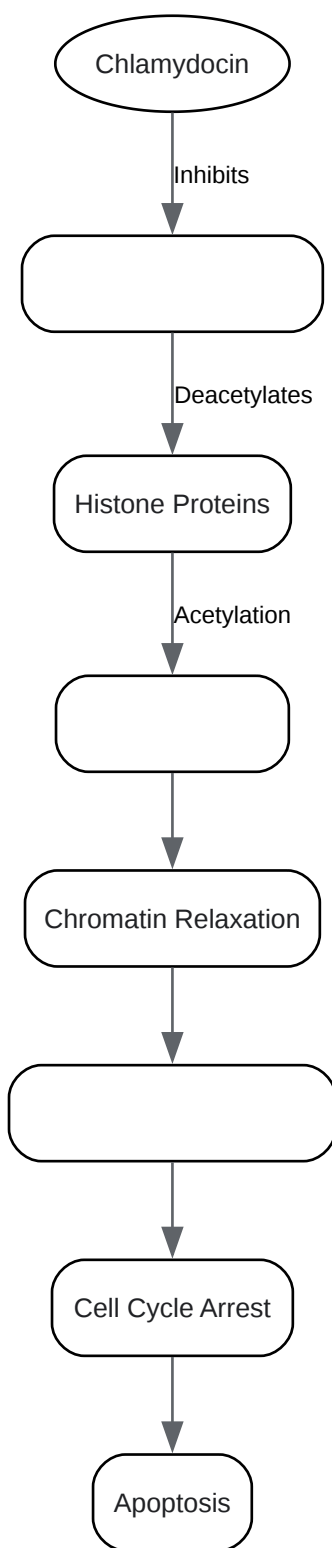 Chlamydocin
Inhibits
Deacetylates
Histone Proteins
Acetylation
Chromatin Relaxation
Cell Cycle Arrest
Apoptosis